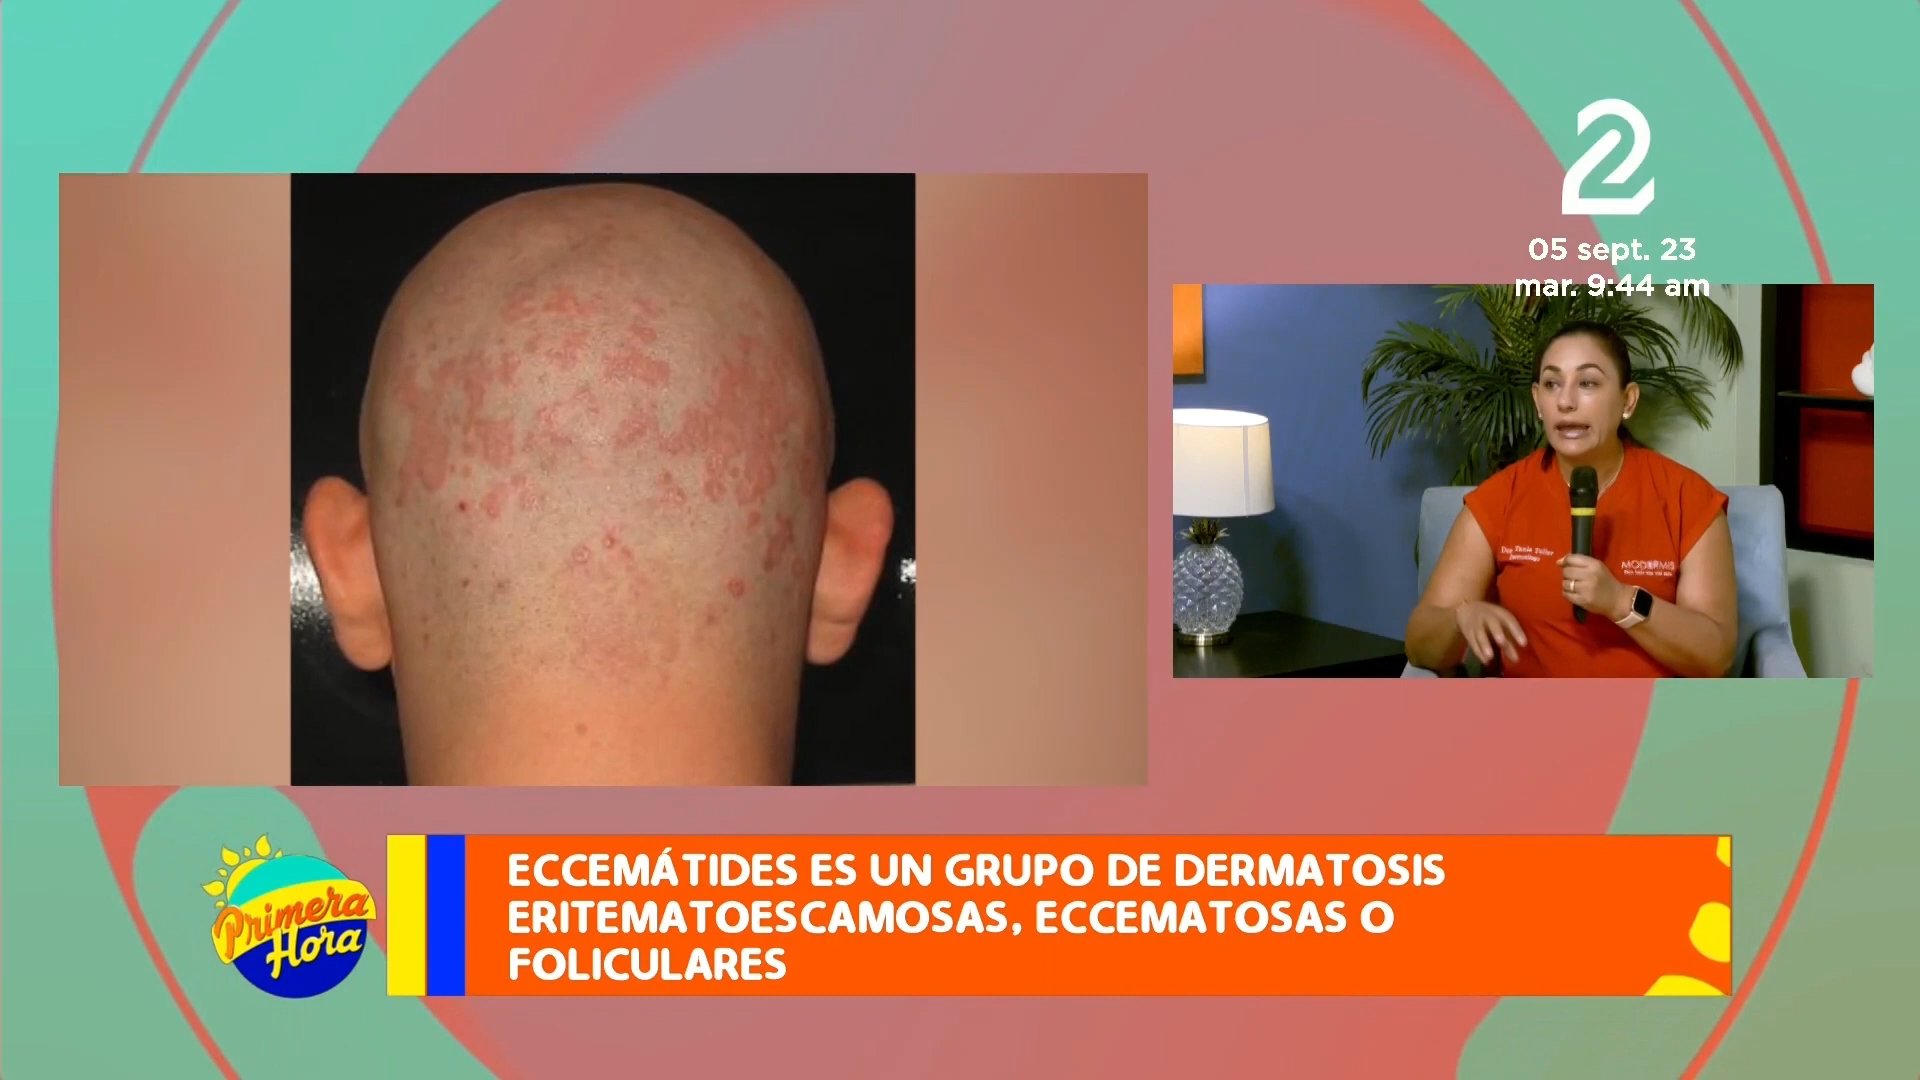 2
05 sept. 23
mar. 9:44 am
MODERMIS
Primera
Hora
ECCEMÁTIDES ES UN GRUPO DE DERMATOSIS
ERITEMATOESCAMOSAS, ECCEMATOSAS O
FOLICULARES